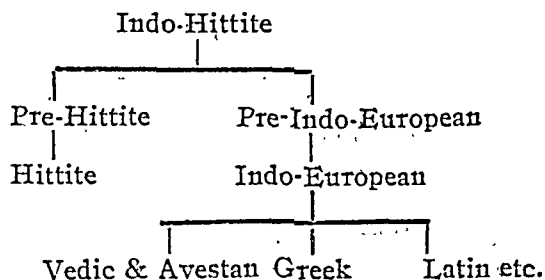 Indo-Hittite
Pre-Hittite Pre-Indo-European
Hittite Indo-European
Vedic & Avestan Greek Latin etc.